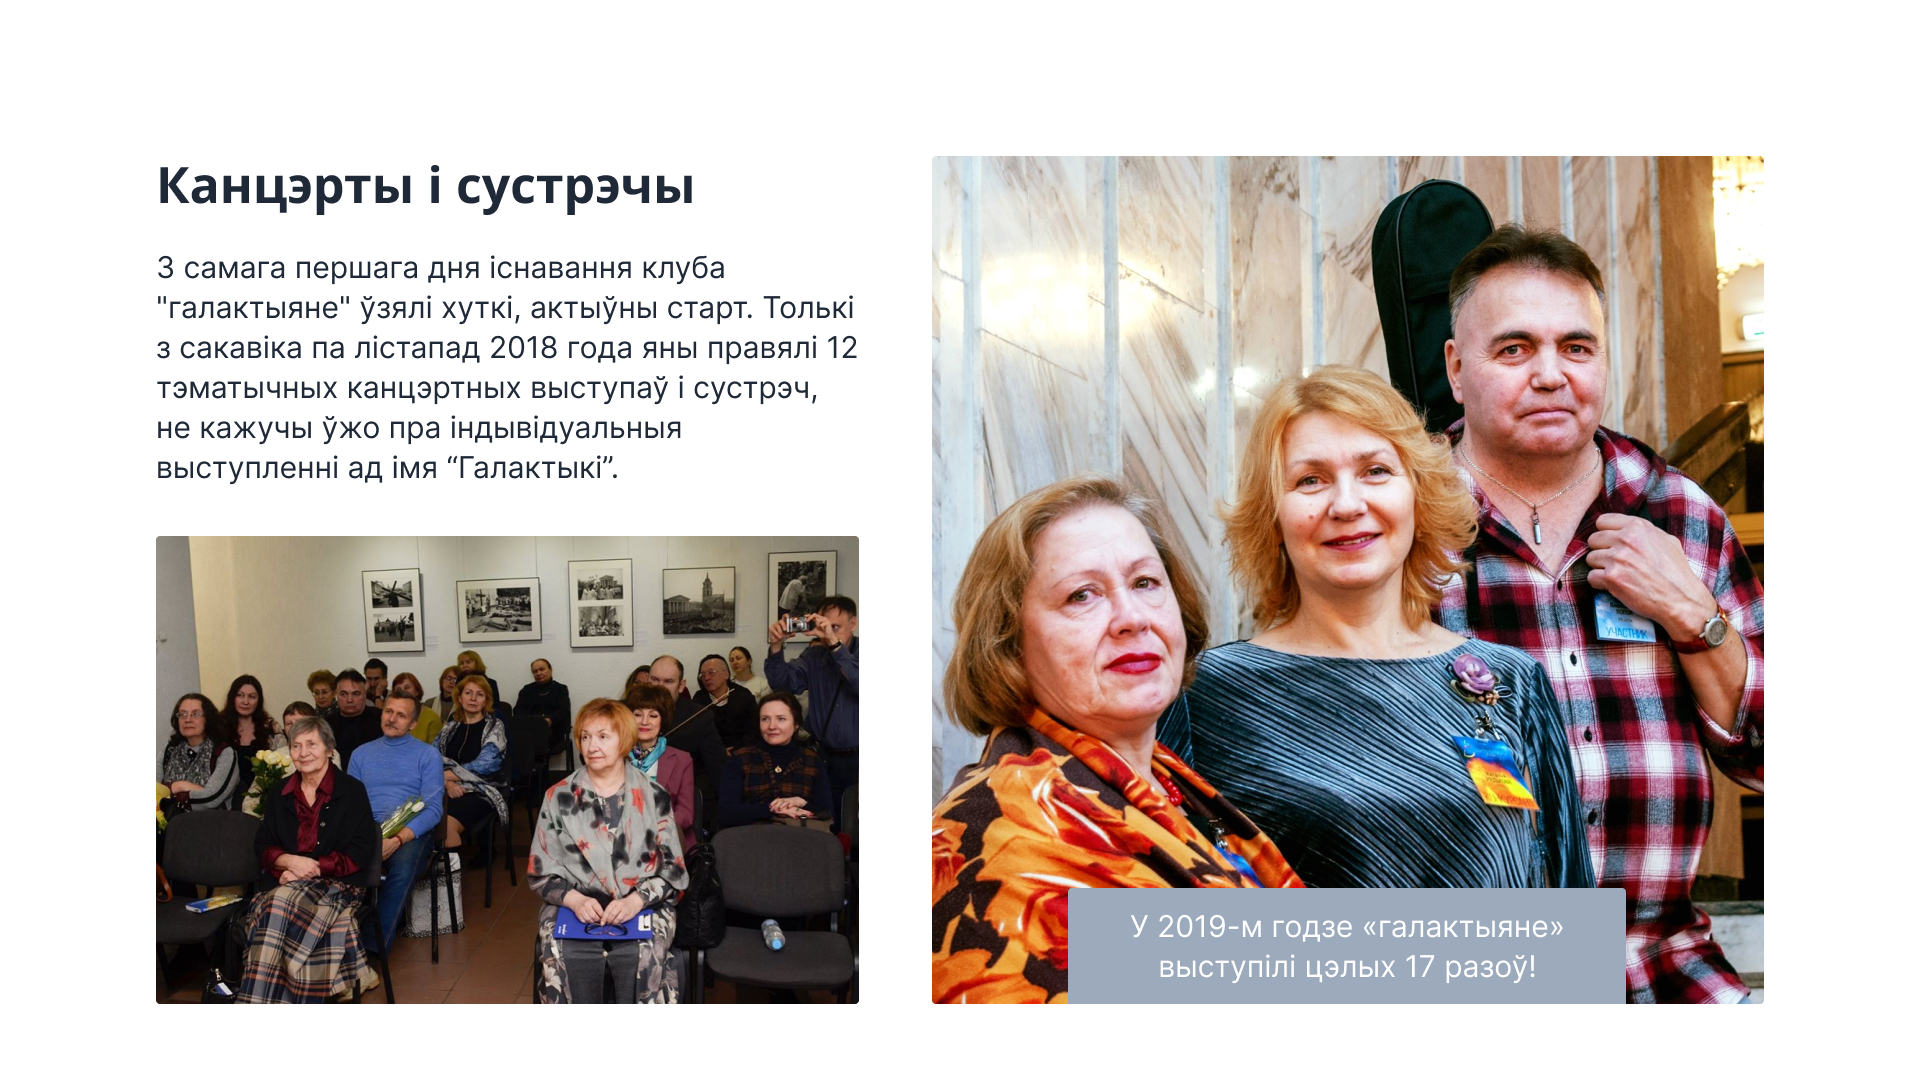 Канцэрты і сустрэчы
З самага першага дня існавання клуба
"галактыяне" ўзялі хуткі, актыўны старт. Толькі
з сакавіка па лістапад 2018 года яны правялі 12
тэматычных канцэртных выступаў і сустрэч,
не кажучы ўжо пра індывідуальныя
выступленні ад імя “Галактыкі”.
УЧАСТНИК
У 2019-м годзе «галактыяне»
выступілі цэлых 17 разоў!